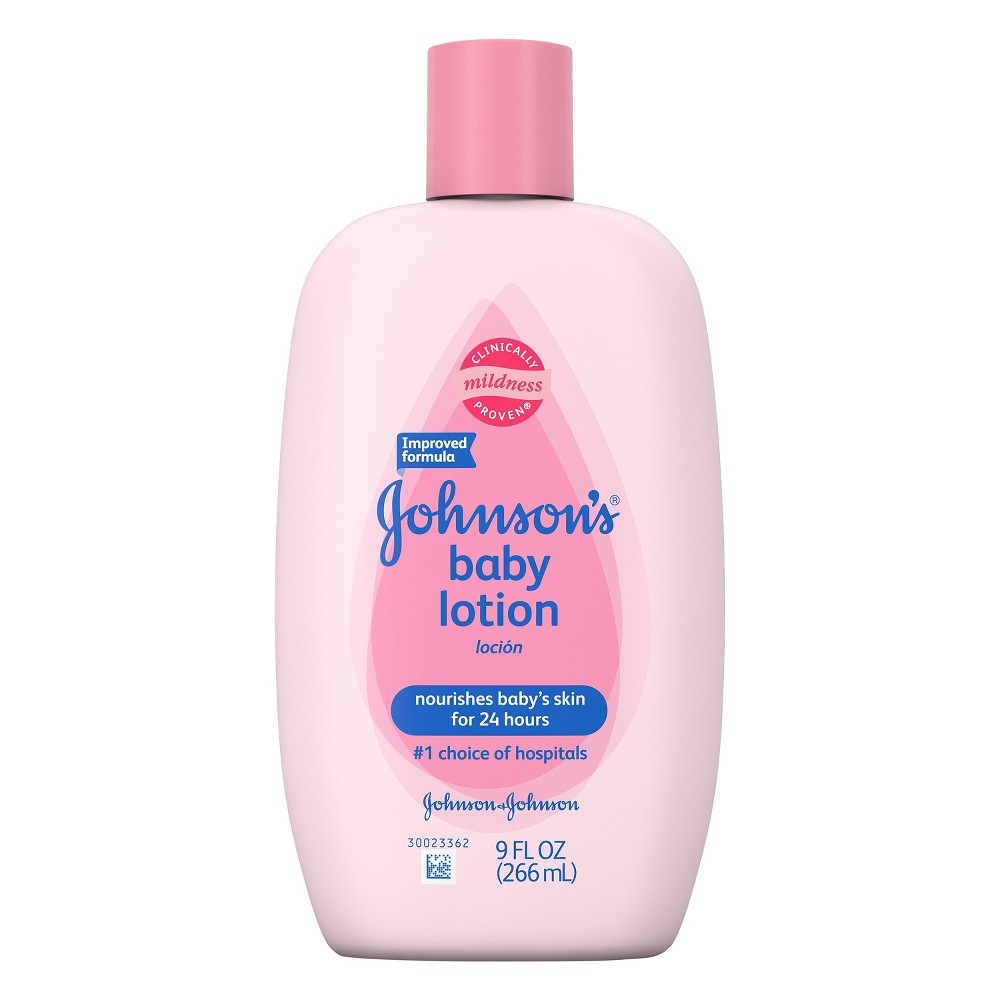 CLINICALLY
mildness
PROVEN®
Improved
formula
Johnson's®
baby
lotion
loción
nourishes baby's skin
for 24 hours
#1 choice of hospitals
Johnson & Johnson
30023362
9 FL OZ
(266 mL)